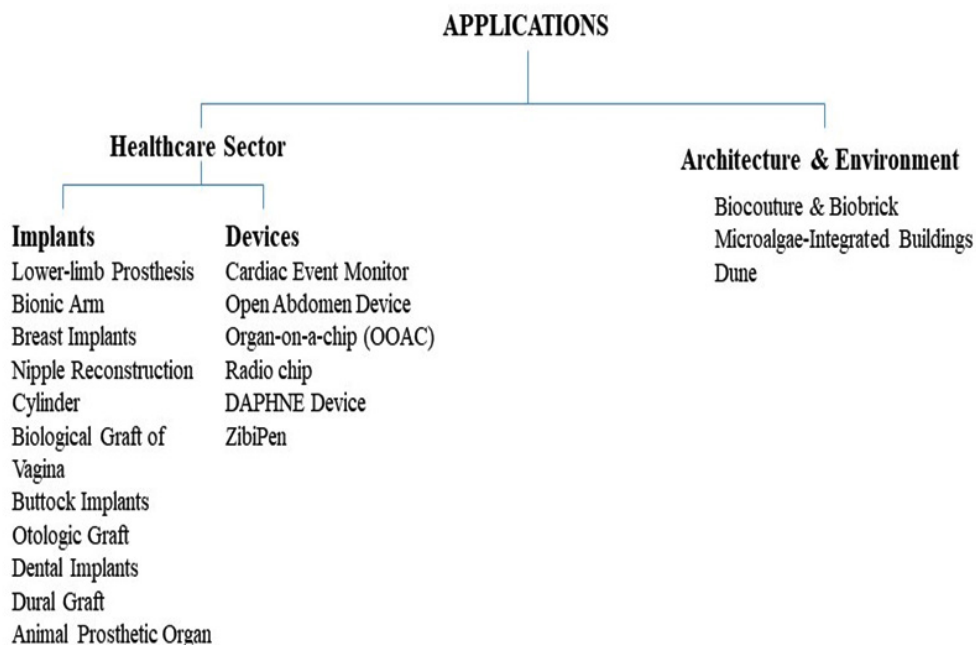 APPLICATIONS
Healthcare Sector
Architecture & Environment
Biocouture & Biobrick
Microalgae-Integrated Buildings
Dune
Implants
Lower-limb Prosthesis
Bionic Arm
Breast Implants
Nipple Reconstruction
Cylinder
Biological Graft of
Vagina
Buttock Implants
Otologic Graft
Dental Implants
Dural Graft
Animal Prosthetic Organ
Devices
Cardiac Event Monitor
Open Abdomen Device
Organ-on-a-chip (OOAC)
Radio chip
DAPHNE Device
ZibiPen